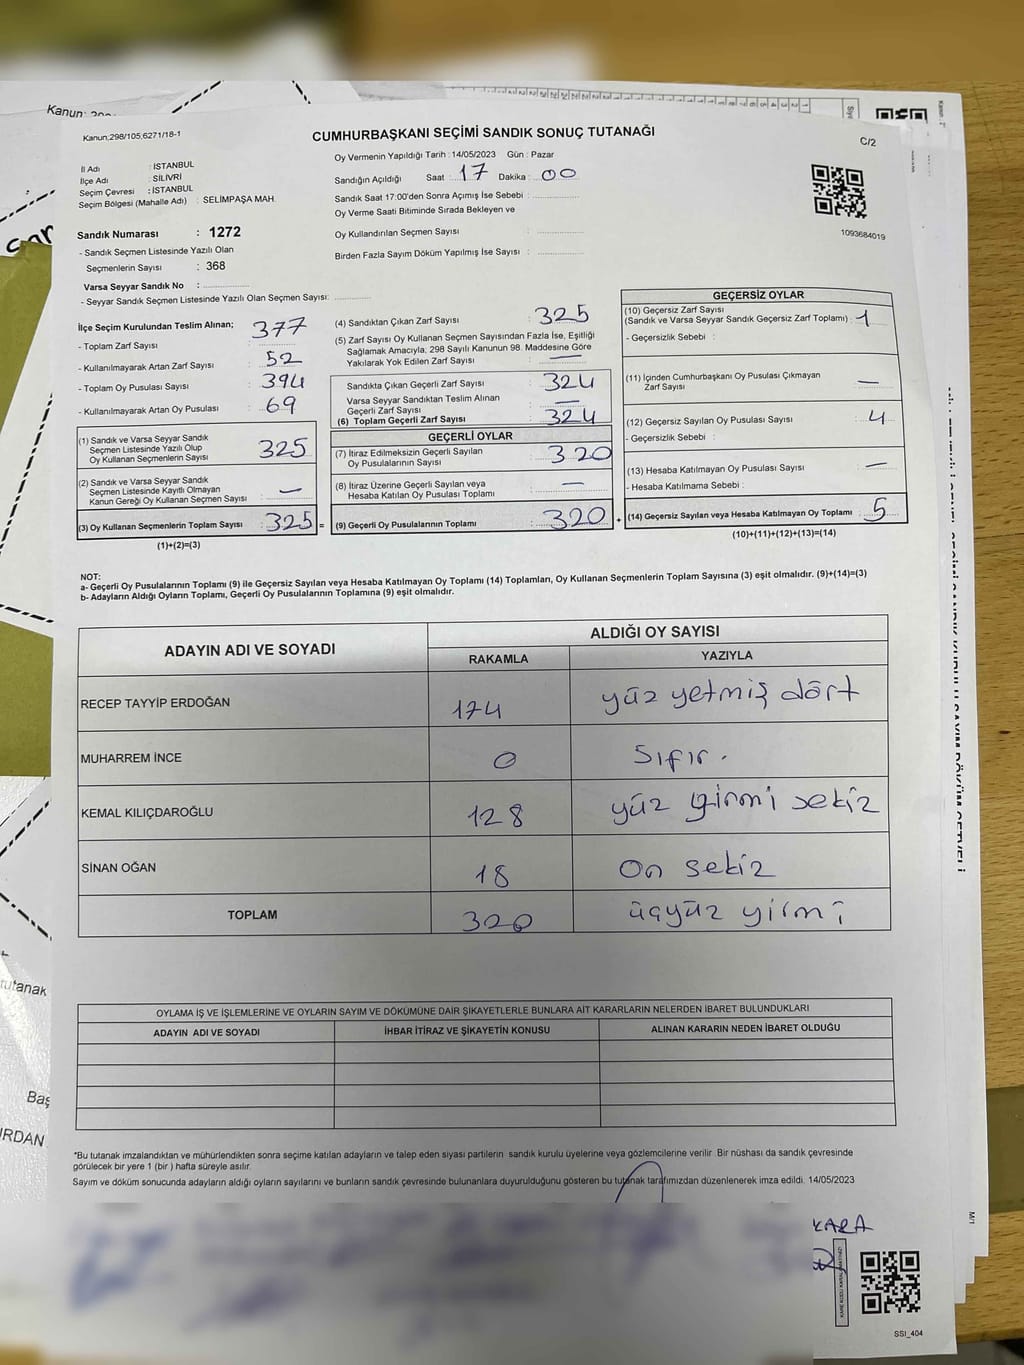 Kanun:298/105,6271/18-1
CUMHURBAŞKANI SEÇİMİ SANDIK SONUÇ TUTANAĞI
C/2
İl Adı : İSTANBUL
İlçe Adı : SİLİVRİ
Seçim Çevresi : İSTANBUL
Seçim Bölgesi (Mahalle Adı) : SELİMPAŞA MAH.
Sandık Numarası : 1272
- Sandık Seçmen Listesinde Yazılı Olan
Seçmenlerin Sayısı : 368
Varsa Seyyar Sandık No :
- Seyyar Sandık Seçmen Listesinde Yazılı Olan Seçmen Sayısı:
Oy Vermenin Yapıldığı Tarih : 14/05/2023 Gün : Pazar
Sandığın Açıldığı Saat : 17 Dakika : 00
Sandık Saat 17:00'den Sonra Açımış İse Sebebi :
Oy Verme Saati Bitiminde Sırada Bekleyen ve
Oy Kullandırılan Seçmen Sayısı :
Birden Fazla Sayım Döküm Yapılmış İse Sayısı :
1093684019
İlçe Seçim Kurulundan Teslim Alınan;
- Toplam Zarf Sayısı : 377
- Kullanılmayarak Artan Zarf Sayısı : 52
- Toplam Oy Pusulası Sayısı : 394
- Kullanılmayarak Artan Oy Pusulası : 69
(1) Sandık ve Varsa Seyyar Sandık
Seçmen Listesinde Yazılı Olup
Oy Kullanan Seçmenlerin Sayısı : 325
(2) Sandık ve Varsa Seyyar Sandık
Seçmen Listesinde Kayıtlı Olmayan
Kanun Gereği Oy Kullanan Seçmen Sayısı : —
(3) Oy Kullanan Seçmenlerin Toplam Sayısı : 325 =
(1)+(2)=(3)
(4) Sandıktan Çıkan Zarf Sayısı : 325
(5) Zarf Sayısı Oy Kullanan Seçmen Sayısından Fazla İse, Eşitliği
Sağlamak Amacıyla, 298 Sayılı Kanunun 98. Maddesine Göre
Yakılarak Yok Edilen Zarf Sayısı : —
Sandıkta Çıkan Geçerli Zarf Sayısı : 324
Varsa Seyyar Sandıktan Teslim Alınan
Geçerli Zarf Sayısı : —
(6) Toplam Geçerli Zarf Sayısı : 324
GEÇERLİ OYLAR
(7) İtiraz Edilmeksizin Geçerli Sayılan
Oy Pusulalarının Sayısı : 320
(8) İtiraz Üzerine Geçerli Sayılan veya
Hesaba Katılan Oy Pusulası Toplamı : —
(9) Geçerli Oy Pusulalarının Toplamı : 320 +
GEÇERSİZ OYLAR
(10) Geçersiz Zarf Sayısı
(Sandık ve Varsa Seyyar Sandık Geçersiz Zarf Toplamı) : 1
- Geçersizlik Sebebi :
(11) İçinden Cumhurbaşkanı Oy Pusulası Çıkmayan
Zarf Sayısı : —
(12) Geçersiz Sayılan Oy Pusulası Sayısı : 4
- Geçersizlik Sebebi :
(13) Hesaba Katılmayan Oy Pusulası Sayısı : —
- Hesaba Katılmama Sebebi :
(14) Geçersiz Sayılan veya Hesaba Katılmayan Oy Toplamı : 5
(10)+(11)+(12)+(13)=(14)
NOT:
a- Geçerli Oy Pusulalarının Toplamı (9) ile Geçersiz Sayılan veya Hesaba Katılmayan Oy Toplamı (14) Toplamları, Oy Kullanan Seçmenlerin Toplam Sayısına (3) eşit olmalıdır. (9)+(14)=(3)
b- Adayların Aldığı Oyların Toplamı, Geçerli Oy Pusulalarının Toplamına (9) eşit olmalıdır.
ADAYIN ADI VE SOYADI
ALDIĞI OY SAYISI
RAKAMLA YAZIYLA
RECEP TAYYİP ERDOĞAN 174 yüz yetmiş dört
MUHARREM İNCE 0 Sıfır.
KEMAL KILIÇDAROĞLU 128 yüz yirmi sekiz
SİNAN OĞAN 18 On sekiz
TOPLAM 320 üçyüz yirmi
OYLAMA İŞ VE İŞLEMLERİNE VE OYLARIN SAYIM VE DÖKÜMÜNE DAİR ŞİKAYETLERLE BUNLARA AİT KARARLARIN NELERDEN İBARET BULUNDUKLARI
ADAYIN ADI VE SOYADI İHBAR İTİRAZ VE ŞİKAYETİN KONUSU ALINAN KARARIN NEDEN İBARET OLDUĞU
*Bu tutanak imzalandıktan ve mühürlendikten sonra seçime katılan adayların ve talep eden siyasi partilerin sandık kurulu üyelerine veya gözlemcilerine verilir. Bir nüshası da sandık çevresinde
görülecek bir yere 1 (bir ) hafta süreyle asılır.
Sayım ve döküm sonucunda adayların aldığı oyların sayılarını ve bunların sandık çevresinde bulunanlara duyurulduğunu gösteren bu tutanak tarafımızdan düzenlenerek imza edildi. 14/05/2023
KARA
SSI_404
Kanun:
tutanak
Baş
IRDAN
M/1